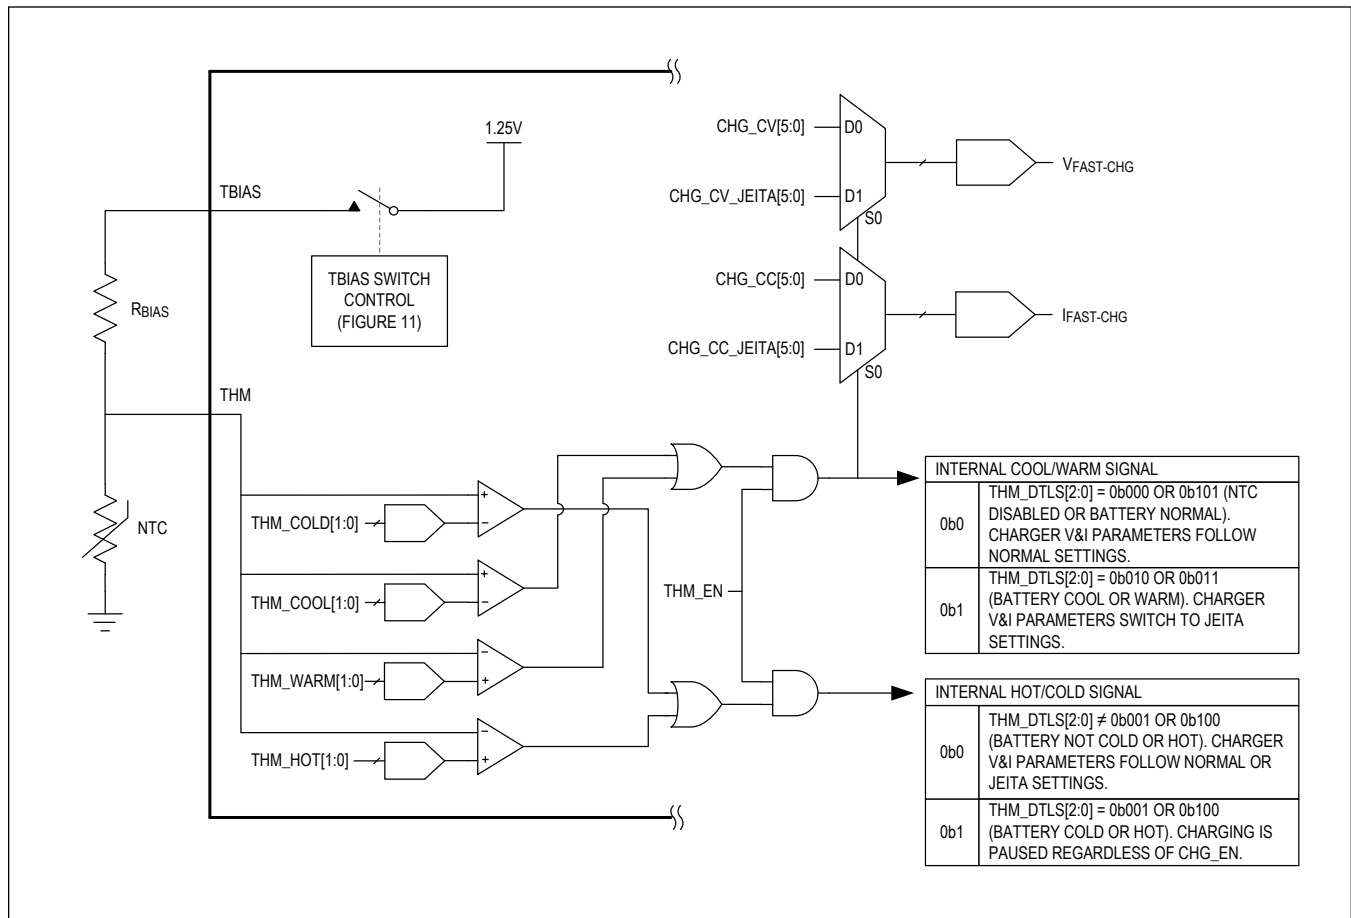 1.25V
TBIAS
TBIAS SWITCH
CONTROL
(FIGURE 11)
RBIAS
THM
NTC
CHG_CV[5:0]
D0
CHG_CV_JEITA[5:0]
D1
S0
VFAST-CHG
CHG_CC[5:0]
D0
CHG_CC_JEITA[5:0]
D1
S0
IFAST-CHG
+
THM_COLD[1:0]
−
+
THM_COOL[1:0]
−
−
THM_WARM[1:0]
+
−
THM_HOT[1:0]
+
THM_EN
INTERNAL COOL/WARM SIGNAL
0b0
THM_DTLS[2:0] = 0b000 OR 0b101 (NTC
DISABLED OR BATTERY NORMAL).
CHARGER V&I PARAMETERS FOLLOW
NORMAL SETTINGS.
0b1
THM_DTLS[2:0] = 0b010 OR 0b011
(BATTERY COOL OR WARM). CHARGER
V&I PARAMETERS SWITCH TO JEITA
SETTINGS.
INTERNAL HOT/COLD SIGNAL
0b0
THM_DTLS[2:0] ≠ 0b001 OR 0b100
(BATTERY NOT COLD OR HOT). CHARGER
V&I PARAMETERS FOLLOW NORMAL OR
JEITA SETTINGS.
0b1
THM_DTLS[2:0] = 0b001 OR 0b100
(BATTERY COLD OR HOT). CHARGING IS
PAUSED REGARDLESS OF CHG_EN.